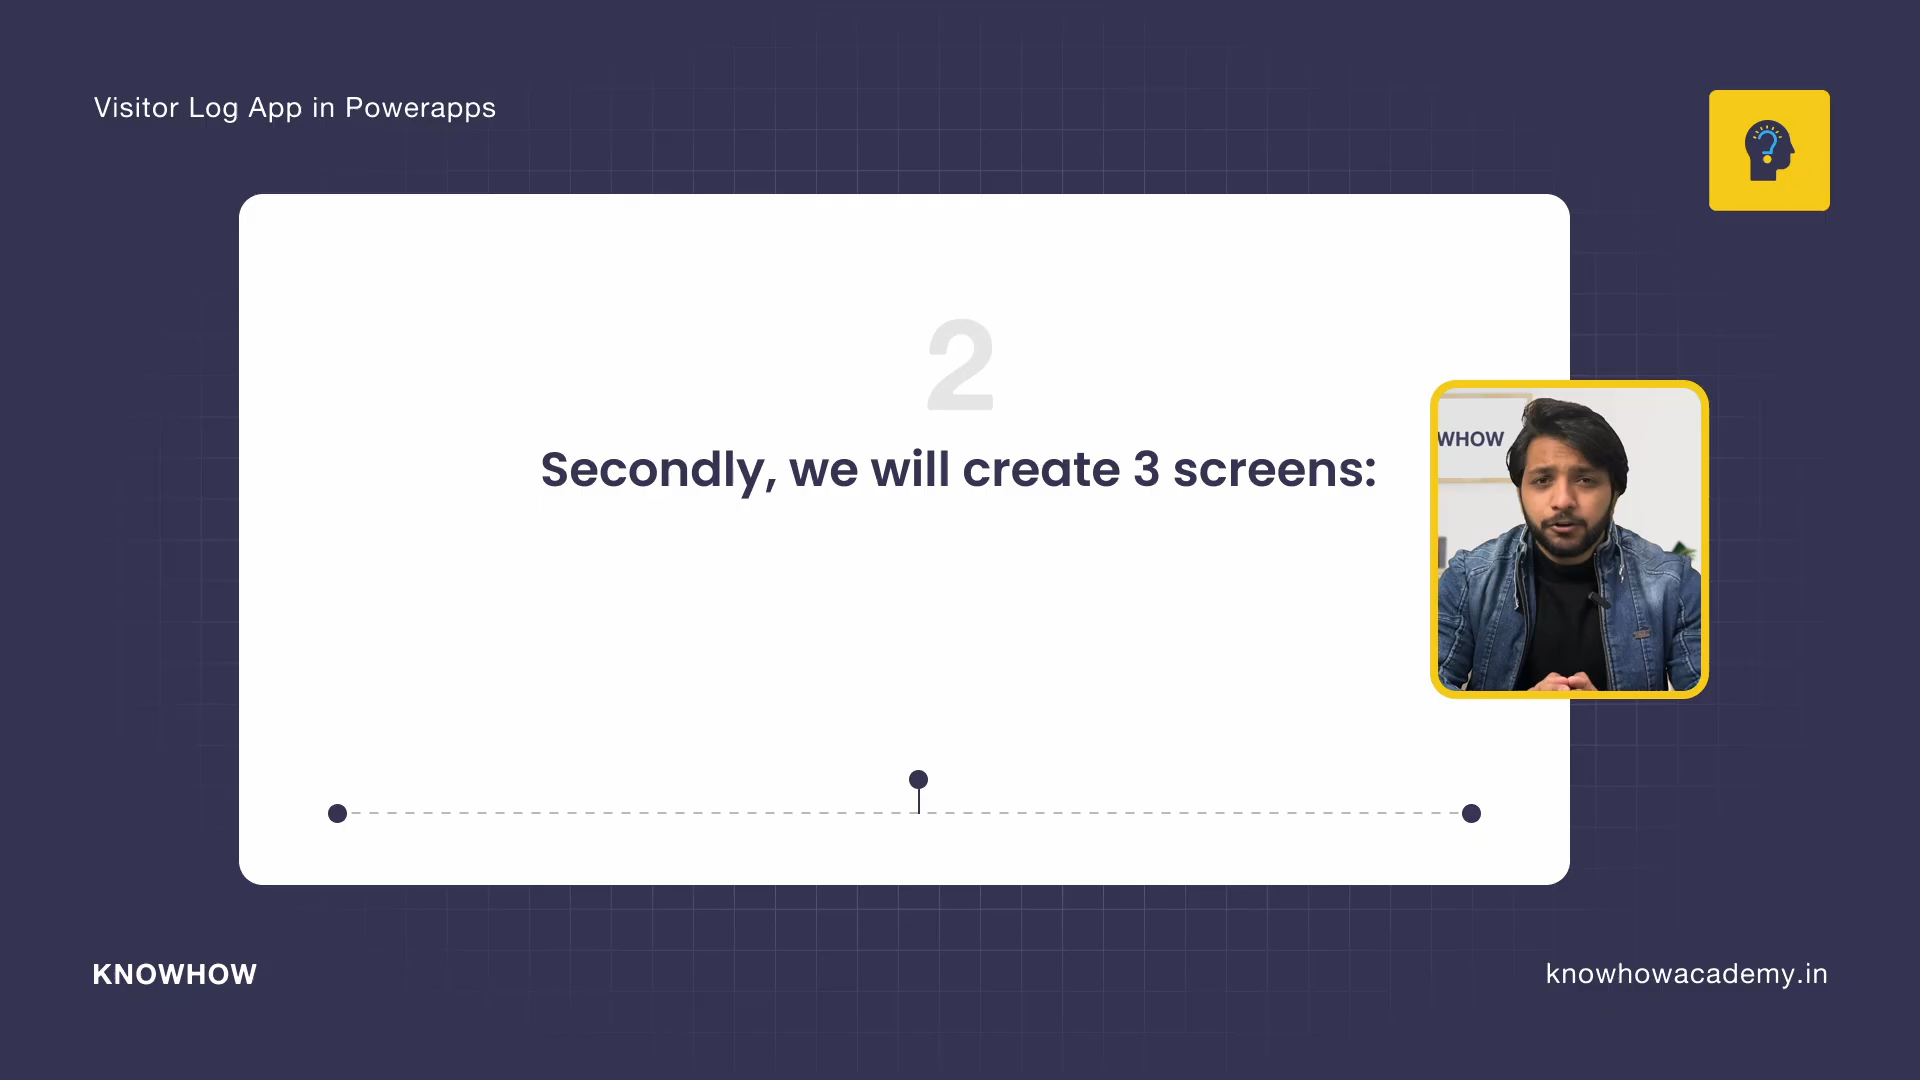 Visitor Log App in Powerapps
2
Secondly, we will create 3 screens:
WHOW
KNOWHOW
knowhowacademy.in